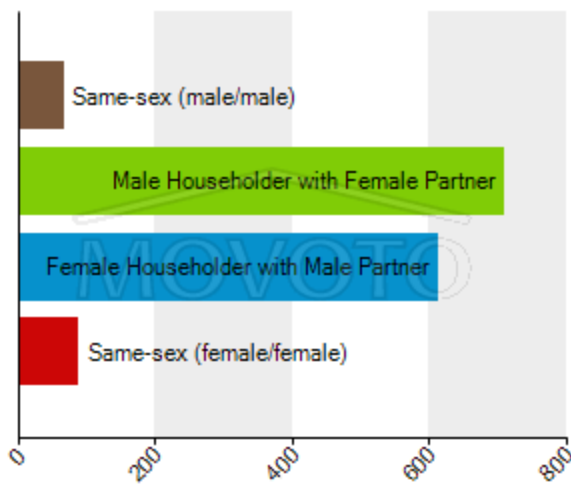 Same-sex (male/male)
Male Householder with Female Partner
MOVOTO
Female Householder with Male Partner
Same-sex (female/female)
0
200
400
600
800